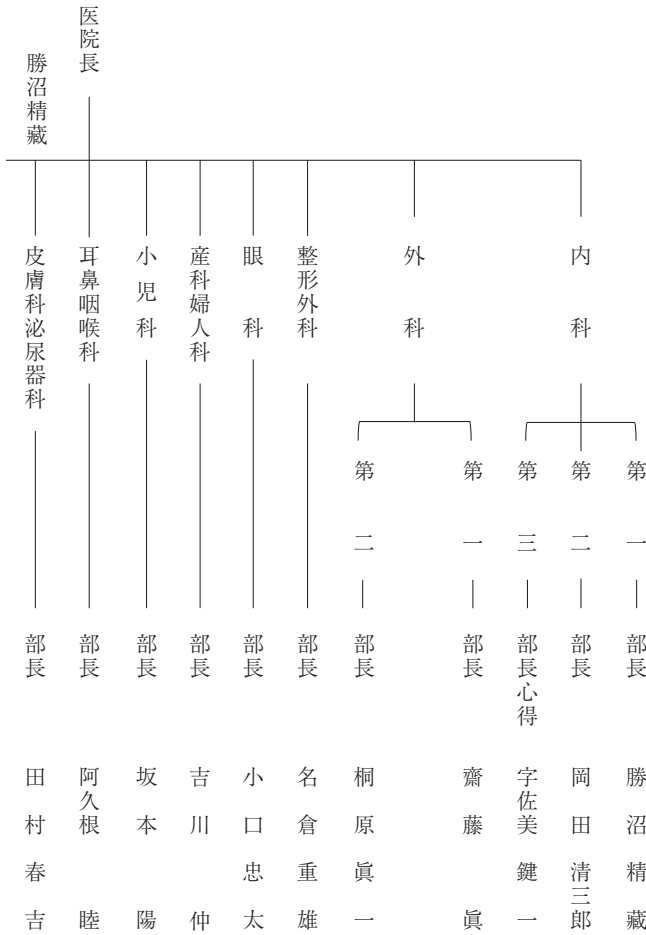 医院長
勝沼精藏
内科
第一
部長
勝沼精藏
第二
部長
岡田清三郎
第三
部長心得
字佐美鍵一
外科
第一
部長
齋藤眞
第二
部長
桐原眞一
整形外科
部長
名倉重雄
眼科
部長
小口忠太
産科婦人科
部長
吉川仲
小児科
部長
坂本陽
耳鼻咽喉科
部長
阿久根睦
皮膚科泌尿器科
部長
田村春吉